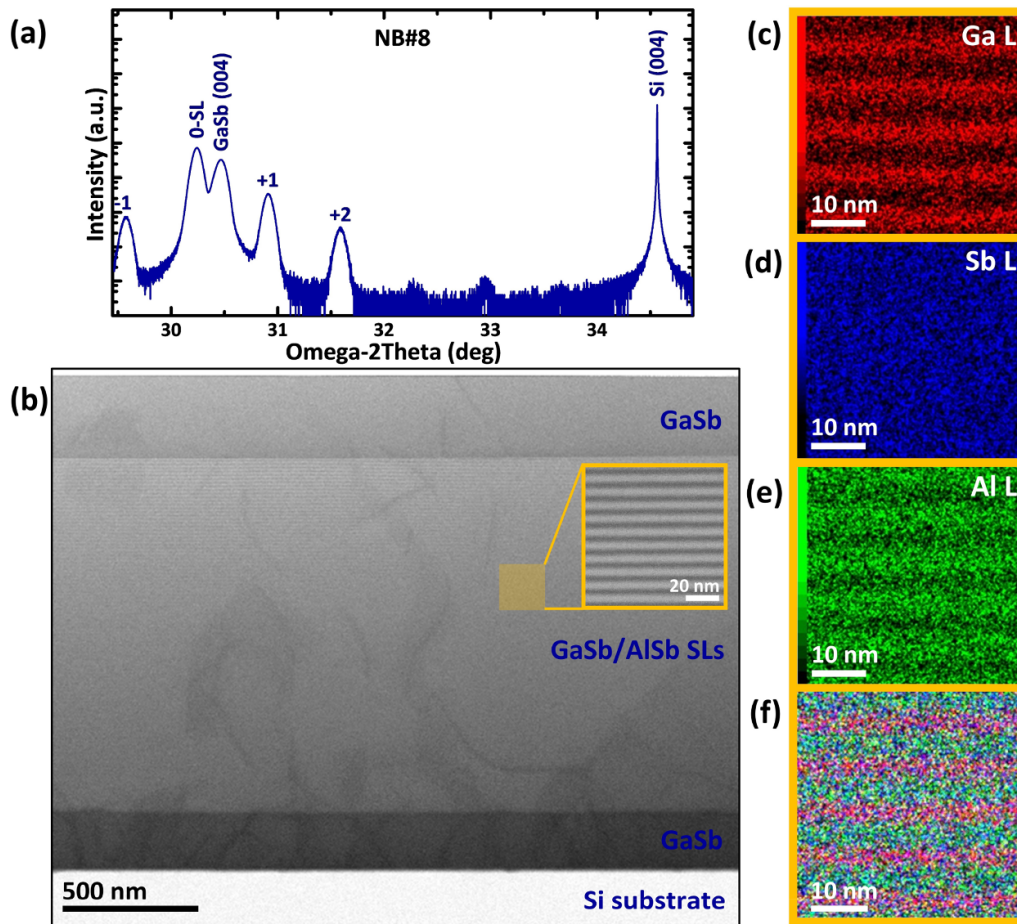 (a)
NB#8
Intensity (a.u.)
-1
0-SL
GaSb (004)
+1
+2
Si (004)
30
31
32
33
34
Omega-2Theta (deg)
(b)
GaSb
20 nm
GaSb/AlSb SLs
GaSb
500 nm
Si substrate
(c)
Ga L
10 nm
(d)
Sb L
10 nm
(e)
Al L
10 nm
(f)
10 nm